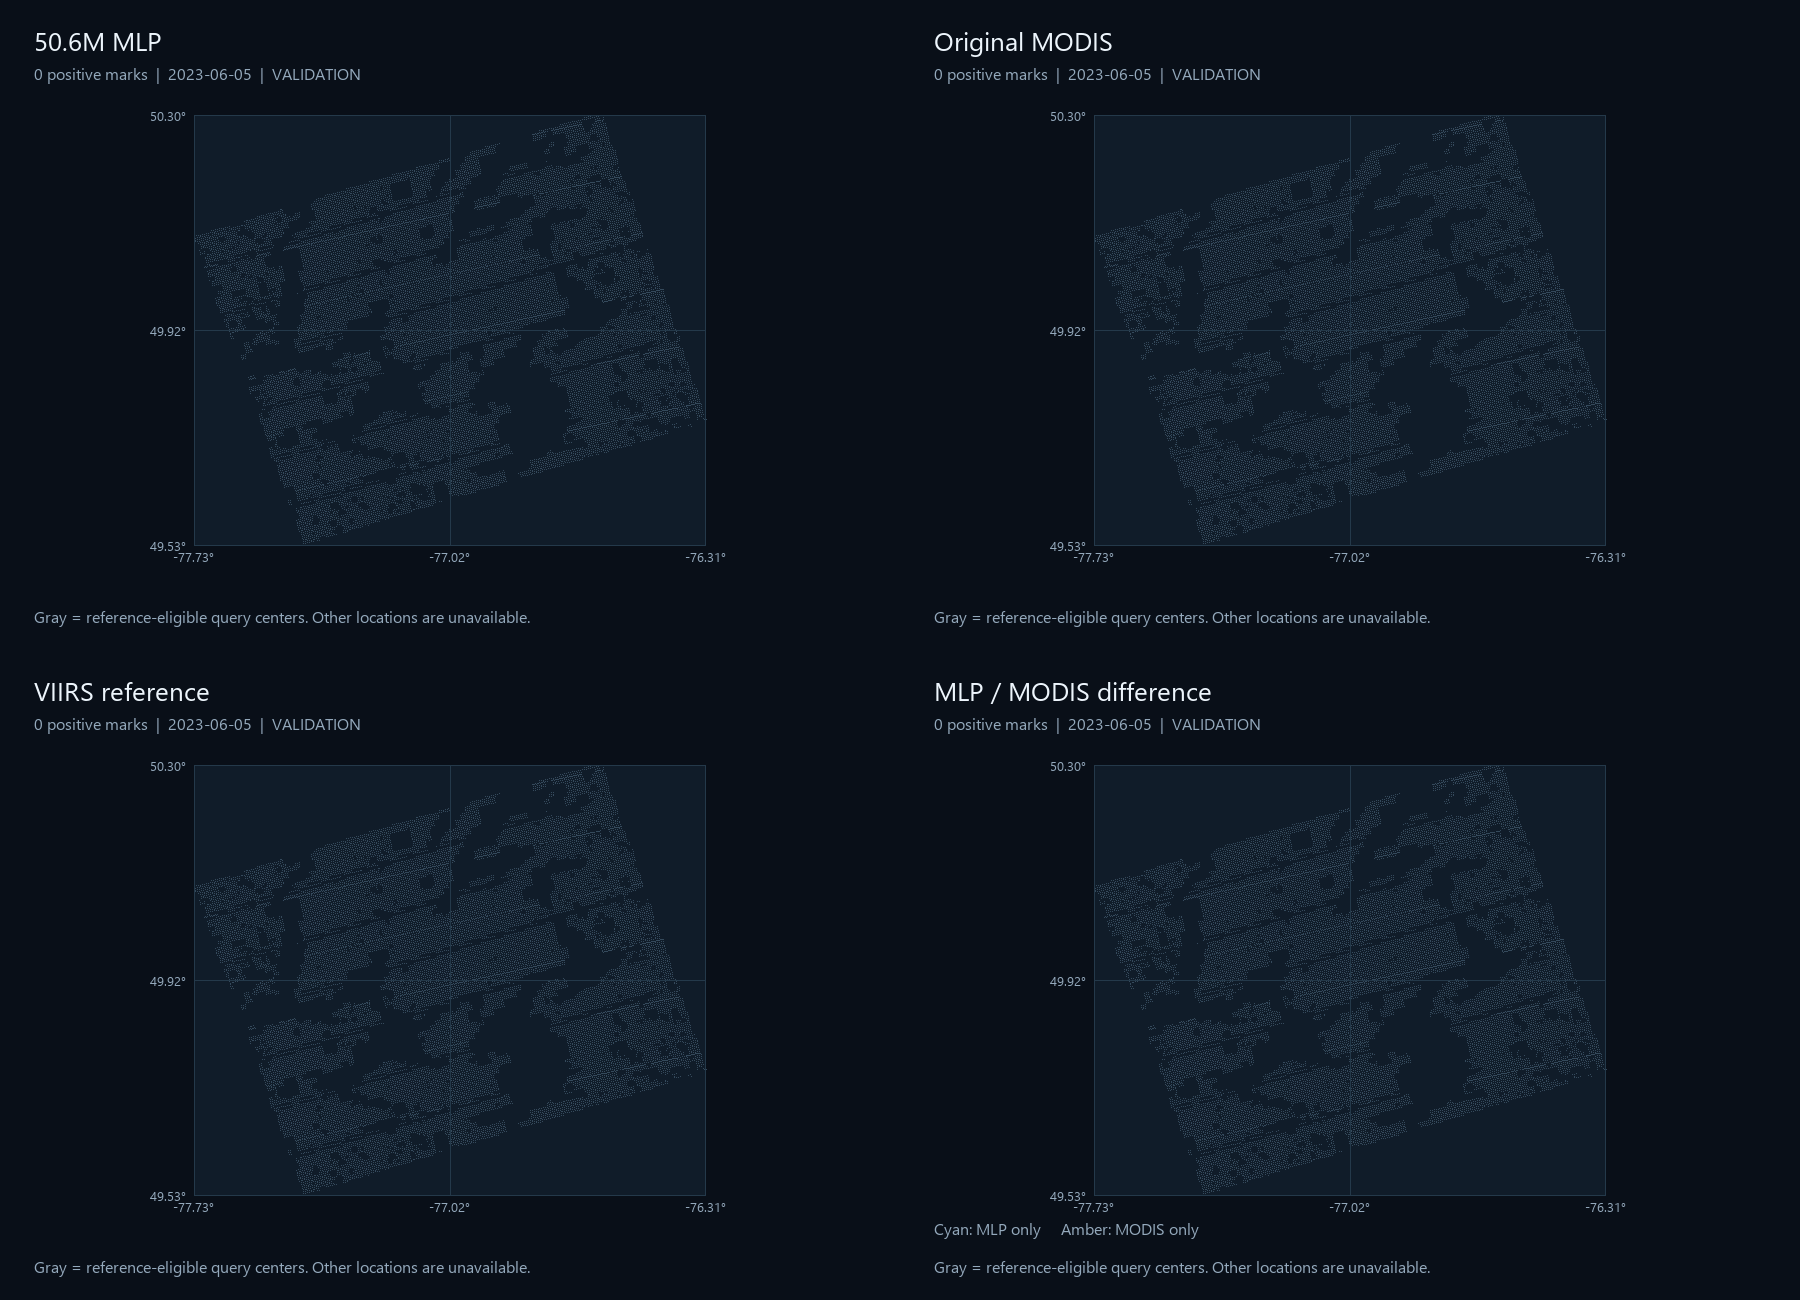 50.6M MLP
0 positive marks | 2023-06-05 | VALIDATION
50.30°
49.92°
49.53°
-77.73°
-77.02°
-76.31°
Gray = reference-eligible query centers. Other locations are unavailable.
Original MODIS
0 positive marks | 2023-06-05 | VALIDATION
50.30°
49.92°
49.53°
-77.73°
-77.02°
-76.31°
Gray = reference-eligible query centers. Other locations are unavailable.
VIIRS reference
0 positive marks | 2023-06-05 | VALIDATION
50.30°
49.92°
49.53°
-77.73°
-77.02°
-76.31°
Gray = reference-eligible query centers. Other locations are unavailable.
MLP / MODIS difference
0 positive marks | 2023-06-05 | VALIDATION
50.30°
49.92°
49.53°
-77.73°
-77.02°
-76.31°
Cyan: MLP only Amber: MODIS only
Gray = reference-eligible query centers. Other locations are unavailable.